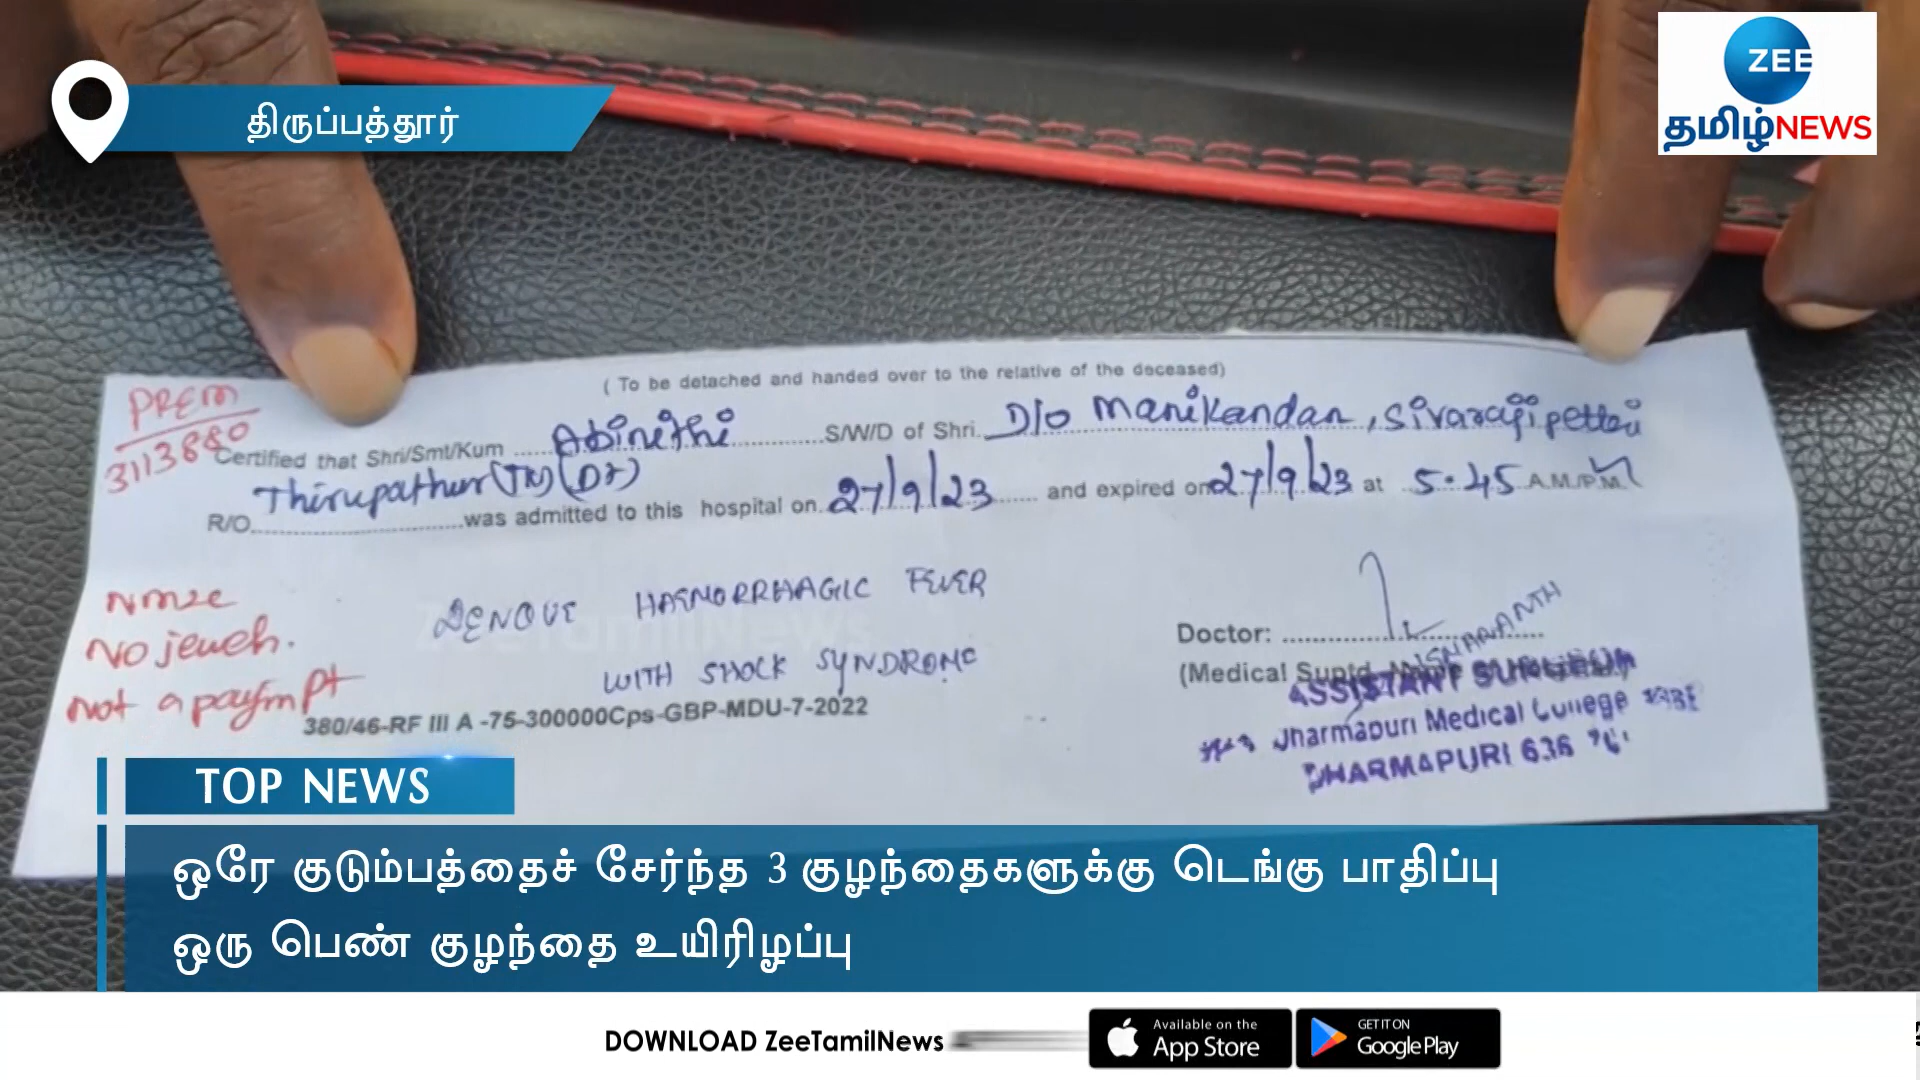 திருப்பத்தூர்
ZEE
தமிழ்NEWS
( To be detached and handed over to the relative of the deceased)
PREM
3113880
Certified that Shri/Smt/Kum Abinethi S/W/D of Shri. D/o Manikandan, Sivarajipettai
R/O Thirupathur (TN) (Dt) was admitted to this hospital on 27/9/23 and expired on 27/9/23 at 5.45 A.M/P.M
DENGUE HAEMORRHAGIC FEVER
WITH SHOCK SYNDROME
No jewels.
Not a paympt
380/46-RF III A -75-300000Cps-GBP-MDU-7-2022
Doctor:
(Medical Suptd.
ASSISTANT SURGEON
Dharmapuri Medical College
DHARMAPURI 636
TOP NEWS
ஒரே குடும்பத்தைச் சேர்ந்த 3 குழந்தைகளுக்கு டெங்கு பாதிப்பு
ஒரு பெண் குழந்தை உயிரிழப்பு
DOWNLOAD ZeeTamilNews
Available on the
App Store
GET IT ON
Google Play